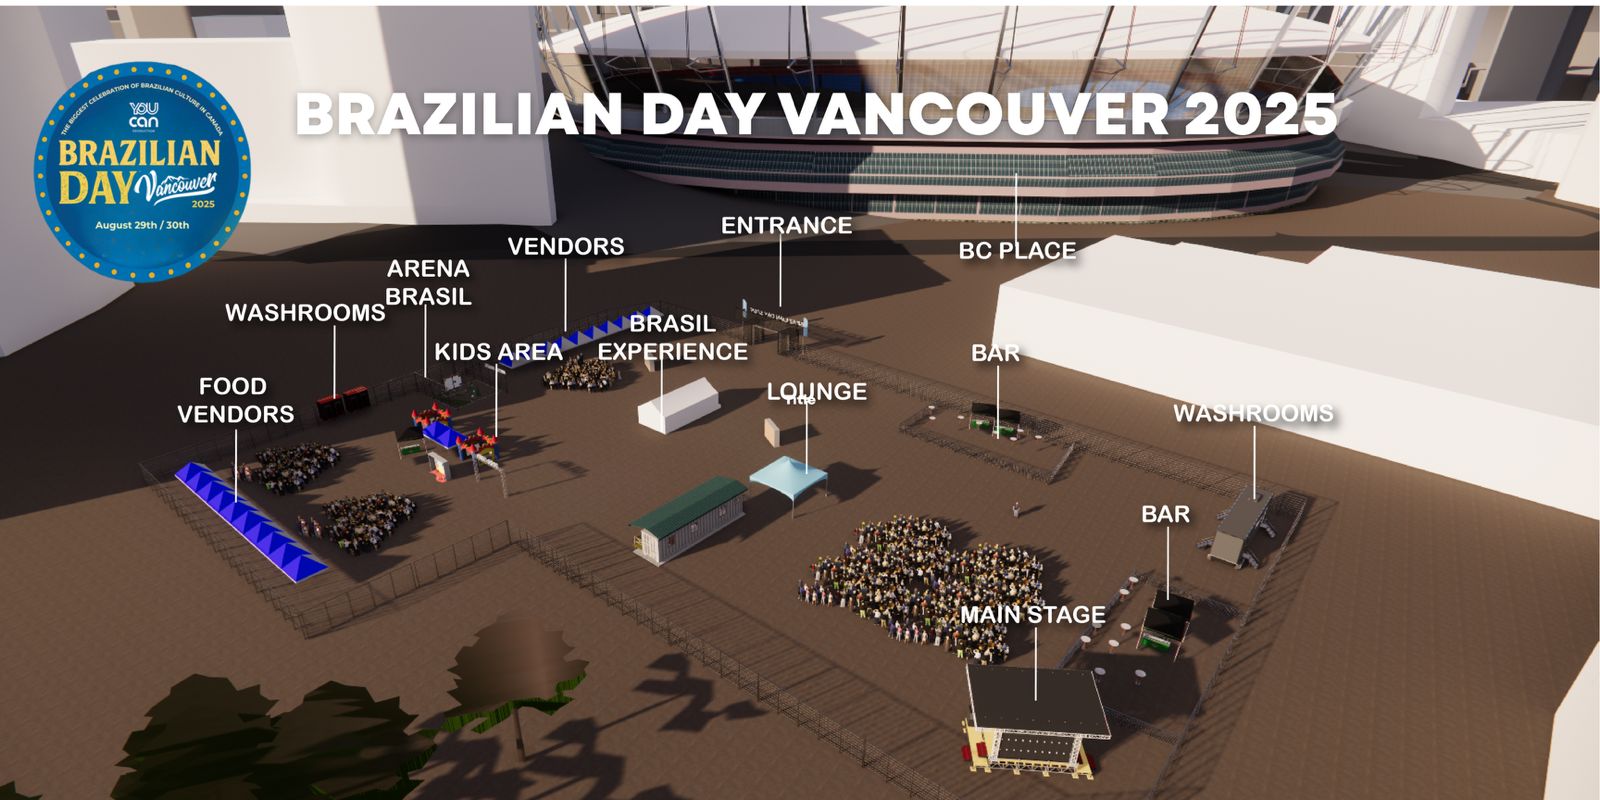 BRAZILIAN DAY VANCOUVER 2025
THE BIGGEST CELEBRATION OF BRAZILIAN CULTURE IN CANADA
YOU
can
PRODUCTION
BRAZILIAN
DAY Vancouver
2025
August 29th / 30th
ENTRANCE
VENDORS
BC PLACE
ARENA
BRASIL
WASHROOMS
BRASIL
EXPERIENCE
KIDS AREA
BAR
FOOD
VENDORS
LOUNGE
Title
WASHROOMS
BAR
MAIN STAGE